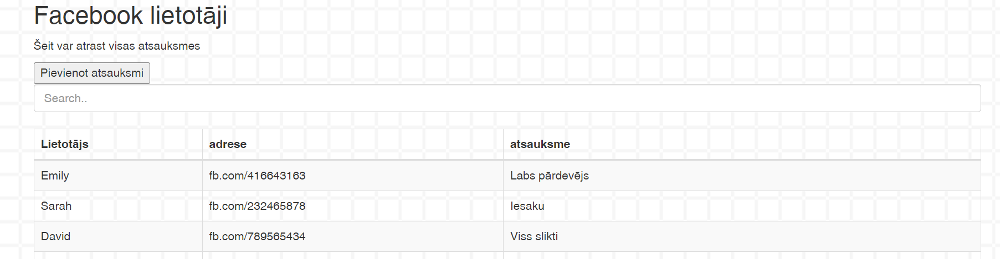 Facebook lietotāji
Šeit var atrast visas atsauksmes
Pievienot atsauksmi
Search..
Lietotājs adrese atsauksme
Emily fb.com/416643163 Labs pārdevējs
Sarah fb.com/232465878 Iesaku
David fb.com/789565434 Viss slikti